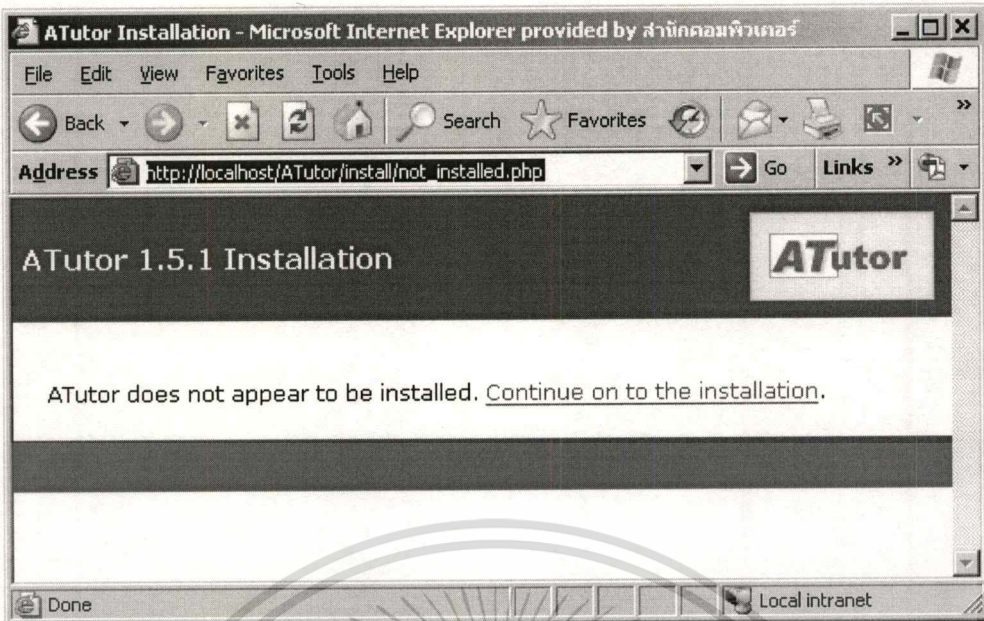 ATutor Installation - Microsoft Internet Explorer provided by สำนักคอมพิวเตอร์
File Edit View Favorites Tools Help
Back Search Favorites »
Address http://localhost/ATutor/install/not_installed.php Go Links »
ATutor 1.5.1 Installation
ATutor
ATutor does not appear to be installed. Continue on to the installation.
Done Local intranet